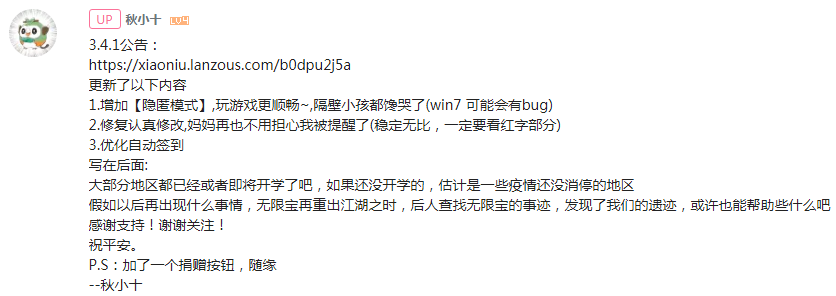 UP 秋小十 LV4
3.4.1公告：
https://xiaoniu.lanzous.com/b0dpu2j5a
更新了以下内容
1.增加【隐匿模式】,玩游戏更顺畅~,隔壁小孩都馋哭了(win7 可能会有bug)
2.修复认真修改,妈妈再也不用担心我被提醒了(稳定无比，一定要看红字部分)
3.优化自动签到
写在后面:
大部分地区都已经或者即将开学了吧，如果还没开学的，估计是一些疫情还没消停的地区
假如以后再出现什么事情，无限宝再重出江湖之时，后人查找无限宝的事迹，发现了我们的遗迹，或许也能帮助些什么吧
感谢支持！谢谢关注！
祝平安。
P.S：加了一个捐赠按钮，随缘
--秋小十